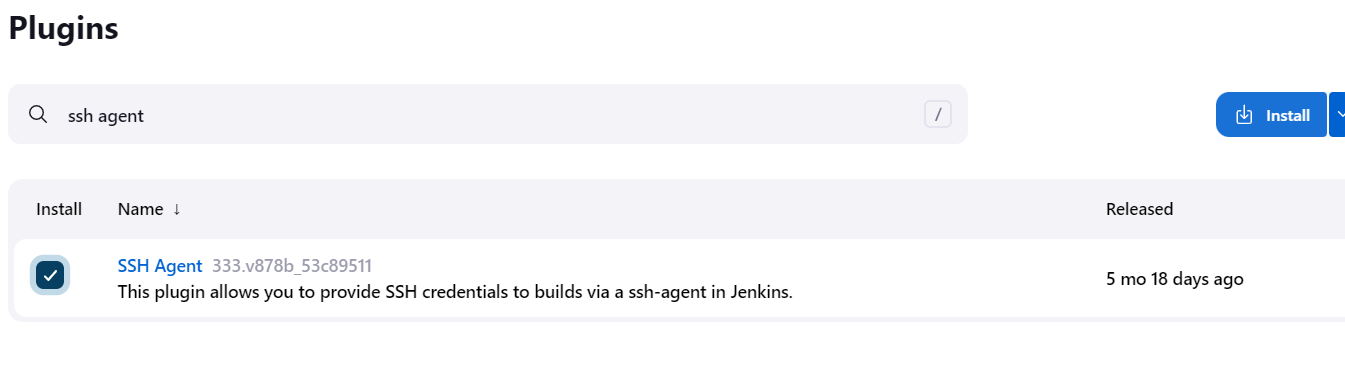 Plugins
ssh agent /
Install
Install Name ↓ Released
SSH Agent 333.v878b_53c89511
This plugin allows you to provide SSH credentials to builds via a ssh-agent in Jenkins.
5 mo 18 days ago